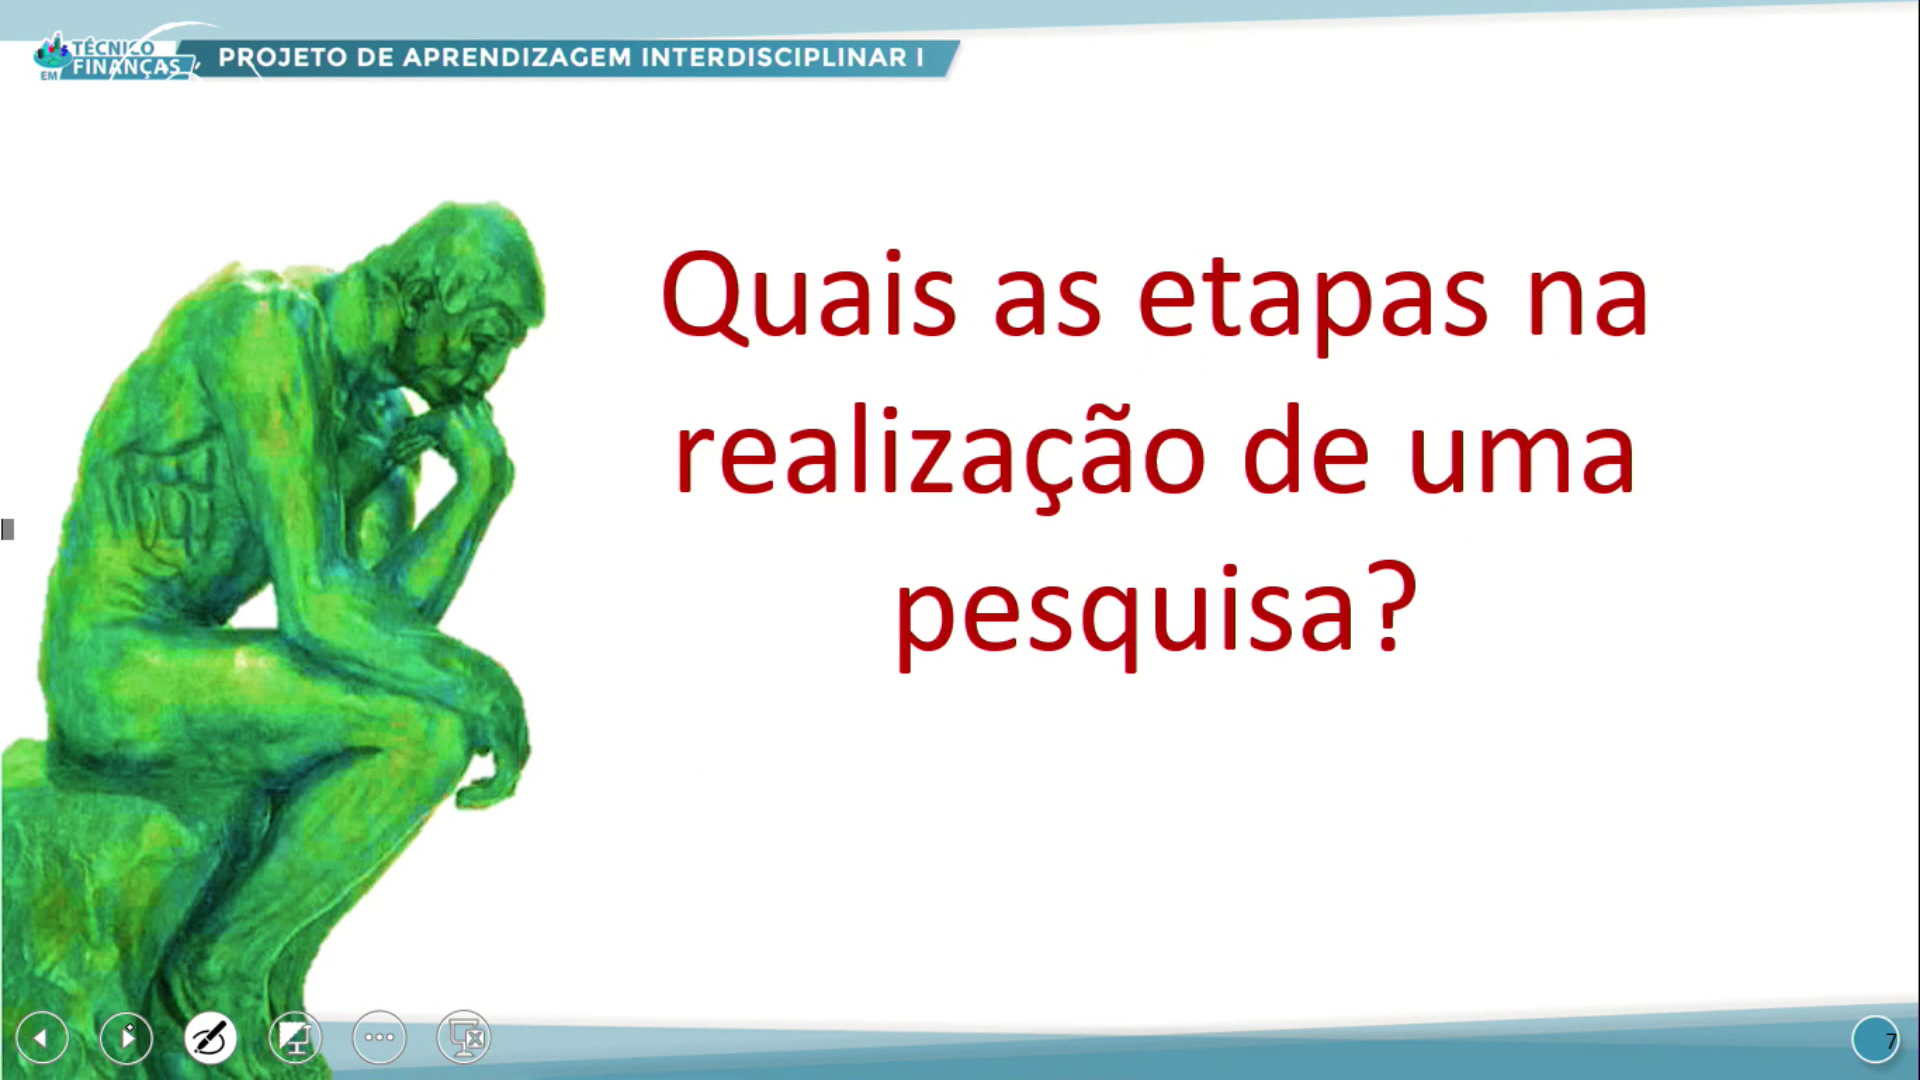 TÉCNICO
EM FINANÇAS
PROJETO DE APRENDIZAGEM INTERDISCIPLINAR I
Quais as etapas na
realização de uma
pesquisa?
7